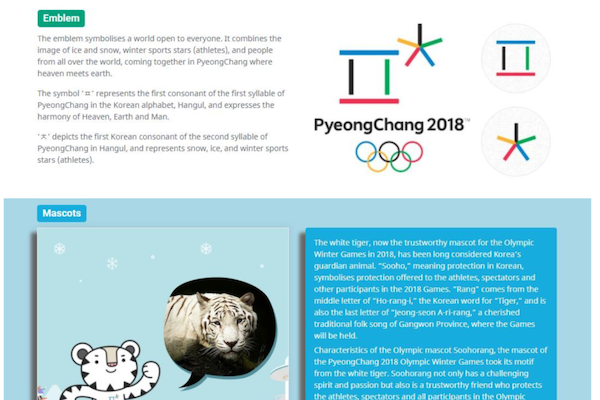 Emblem
The emblem symbolises a world open to everyone. It combines the
image of ice and snow, winter sports stars (athletes), and people
from all over the world, coming together in PyeongChang where
heaven meets earth.
The symbol 'ㅍ' represents the first consonant of the first syllable of
PyeongChang in the Korean alphabet, Hangul, and expresses the
harmony of Heaven, Earth and Man.
'ㅊ' depicts the first Korean consonant of the second syllable of
PyeongChang in Hangul, and represents snow, ice, and winter sports
stars (athletes).
PyeongChang 2018™
Mascots
The white tiger, now the trustworthy mascot for the Olympic
Winter Games in 2018, has been long considered Korea's
guardian animal. "Sooho," meaning protection in Korean,
symbolises protection offered to the athletes, spectators and
other participants in the 2018 Games. "Rang" comes from the
middle letter of "Ho-rang-i," the Korean word for "Tiger," and is
also the last letter of "Jeong-seon A-ri-rang," a cherished
traditional folk song of Gangwon Province, where the Games
will be held.
Characteristics of the Olympic mascot Soohorang, the mascot of
the PyeongChang 2018 Olympic Winter Games took its motif
from the white tiger. Soohorang not only has a challenging
spirit and passion but also is a trustworthy friend who protects
the athletes, spectators and all participants in the Olympic